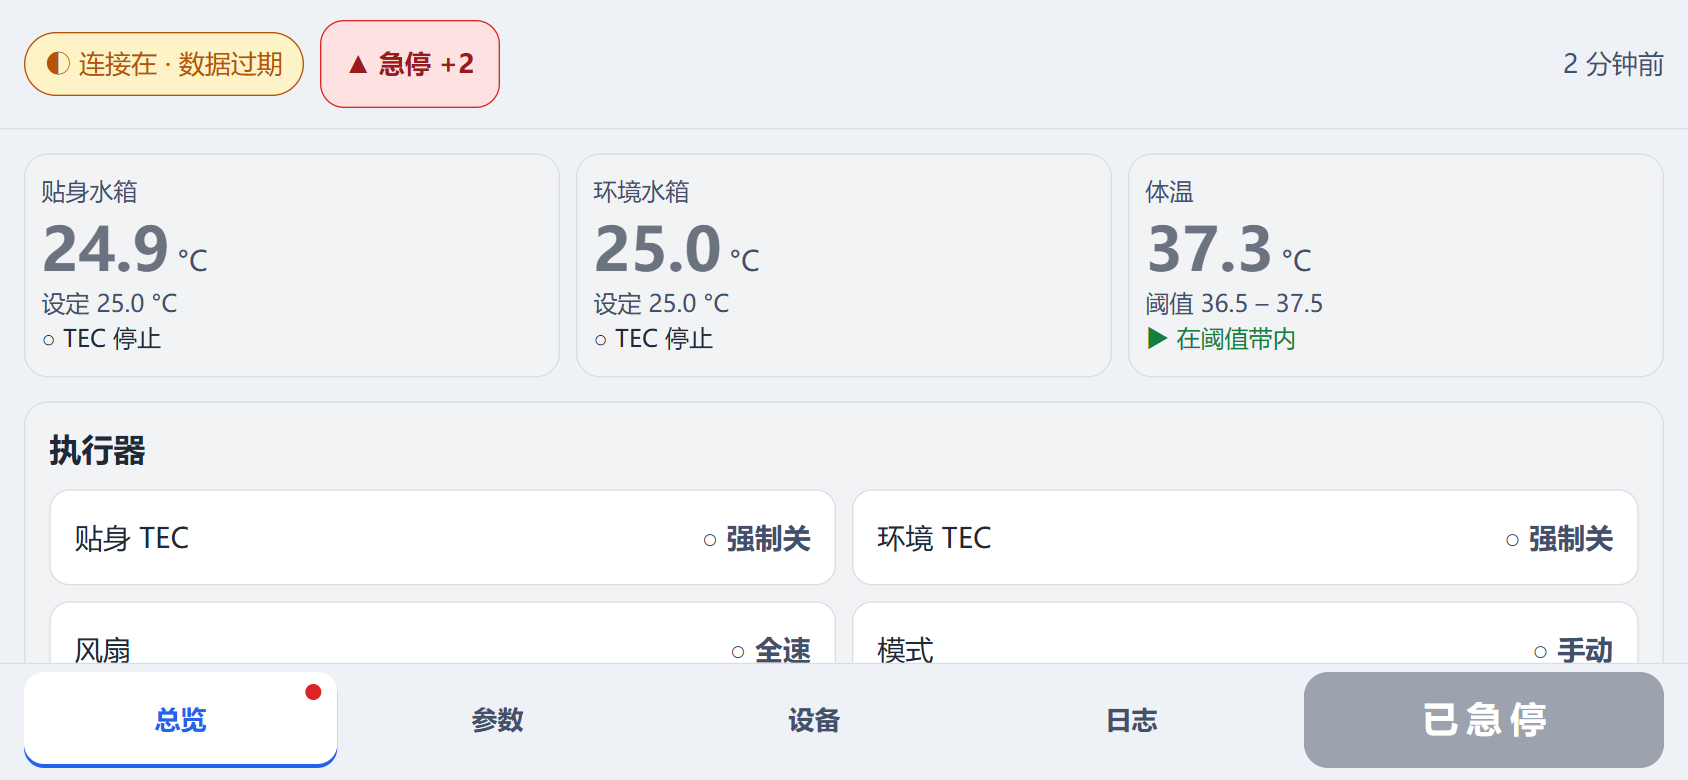 ◐ 连接在 · 数据过期
▲ 急停 +2
2 分钟前
贴身水箱
24.9 °C
设定 25.0 °C
○ TEC 停止
环境水箱
25.0 °C
设定 25.0 °C
○ TEC 停止
体温
37.3 °C
阈值 36.5 – 37.5
▶ 在阈值带内
执行器
贴身 TEC
○ 强制关
环境 TEC
○ 强制关
风扇
○ 全速
模式
○ 手动
总览
参数
设备
日志
已急停